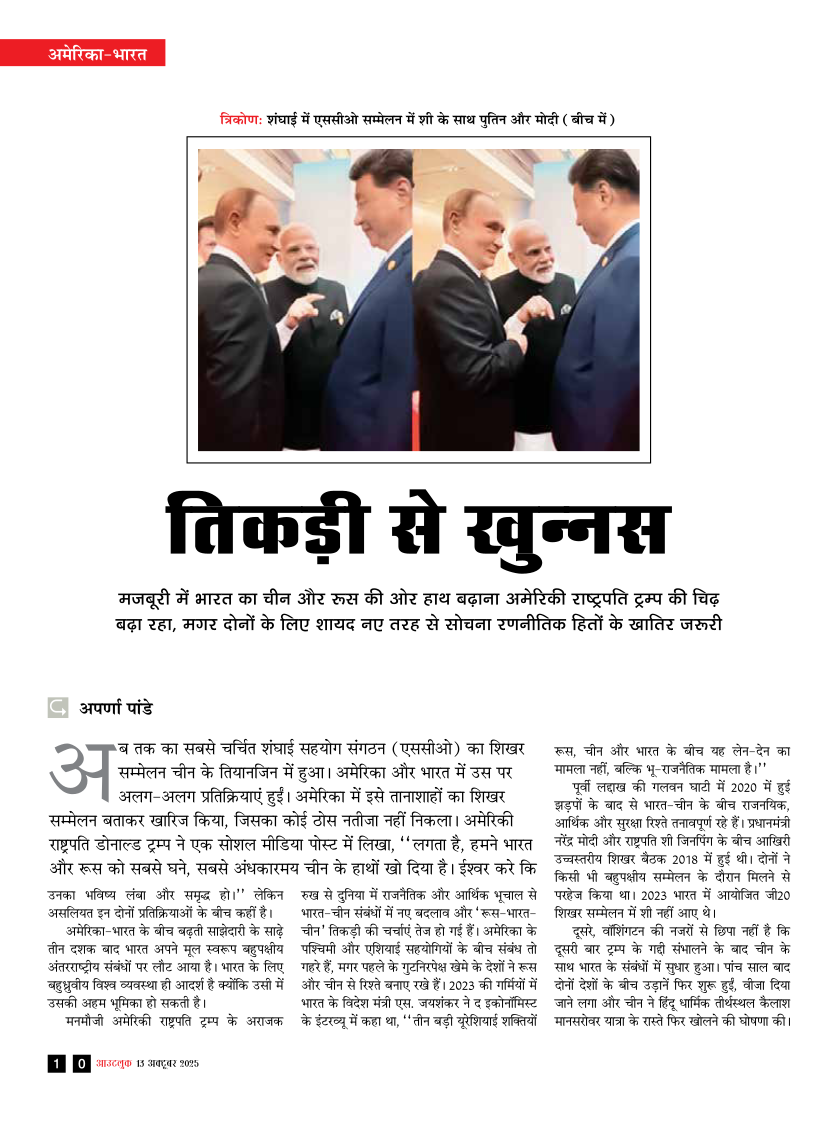 अमेरिका-भारत
त्रिकोण: शंघाई में एससीओ सम्मेलन में शी के साथ पुतिन और मोदी ( बीच में )
तिकड़ी से खुन्नस
मजबूरी में भारत का चीन और रूस की ओर हाथ बढ़ाना अमेरिकी राष्ट्रपति ट्रम्प की चिढ़
बढ़ा रहा, मगर दोनों के लिए शायद नए तरह से सोचना रणनीतिक हितों के खातिर जरूरी
अपर्णा पांडे
अब तक का सबसे चर्चित शंघाई सहयोग संगठन (एससीओ) का शिखर
सम्मेलन चीन के तियानजिन में हुआ। अमेरिका और भारत में उस पर
अलग-अलग प्रतिक्रियाएं हुईं। अमेरिका में इसे तानाशाहों का शिखर
सम्मेलन बताकर खारिज किया, जिसका कोई ठोस नतीजा नहीं निकला। अमेरिकी
राष्ट्रपति डोनाल्ड ट्रम्प ने एक सोशल मीडिया पोस्ट में लिखा, ‘‘लगता है, हमने भारत
और रूस को सबसे घने, सबसे अंधकारमय चीन के हाथों खो दिया है। ईश्वर करे कि
उनका भविष्य लंबा और समृद्ध हो।’’ लेकिन
असलियत इन दोनों प्रतिक्रियाओं के बीच कहीं है।
अमेरिका-भारत के बीच बढ़ती साझेदारी के साढ़े
तीन दशक बाद भारत अपने मूल स्वरूप बहुपक्षीय
अंतरराष्ट्रीय संबंधों पर लौट आया है। भारत के लिए
बहुध्रुवीय विश्व व्यवस्था ही आदर्श है क्योंकि उसी में
उसकी अहम भूमिका हो सकती है।
मनमौजी अमेरिकी राष्ट्रपति ट्रम्प के अराजक
रुख से दुनिया में राजनैतिक और आर्थिक भूचाल से
भारत-चीन संबंधों में नए बदलाव और ‘रूस-भारत-
चीन’ तिकड़ी की चर्चाएं तेज हो गई हैं। अमेरिका के
पश्चिमी और एशियाई सहयोगियों के बीच संबंध तो
गहरे हैं, मगर पहले के गुटनिरपेक्ष खेमे के देशों ने रूस
और चीन से रिश्ते बनाए रखे हैं। 2023 की गर्मियों में
भारत के विदेश मंत्री एस. जयशंकर ने द इकोनॉमिस्ट
के इंटरव्यू में कहा था, ‘‘तीन बड़ी यूरेशियाई शक्तियों
रूस, चीन और भारत के बीच यह लेन-देन का
मामला नहीं, बल्कि भू-राजनैतिक मामला है।’’
पूर्वी लद्दाख की गलवन घाटी में 2020 में हुई
झड़पों के बाद से भारत-चीन के बीच राजनयिक,
आर्थिक और सुरक्षा रिश्ते तनावपूर्ण रहे हैं। प्रधानमंत्री
नरेंद्र मोदी और राष्ट्रपति शी जिनपिंग के बीच आखिरी
उच्चस्तरीय शिखर बैठक 2018 में हुई थी। दोनों ने
किसी भी बहुपक्षीय सम्मेलन के दौरान मिलने से
परहेज किया था। 2023 भारत में आयोजित जी20
शिखर सम्मेलन में शी नहीं आए थे।
दूसरे, वॉशिंगटन की नजरों से छिपा नहीं है कि
दूसरी बार ट्रम्प के गद्दी संभालने के बाद चीन के
साथ भारत के संबंधों में सुधार हुआ। पांच साल बाद
दोनों देशों के बीच उड़ानें फिर शुरू हुईं, वीजा दिया
जाने लगा और चीन ने हिंदू धार्मिक तीर्थस्थल कैलाश
मानसरोवर यात्रा के रास्ते फिर खोलने की घोषणा की।
10 आउटलुक 13 अक्टूबर 2025